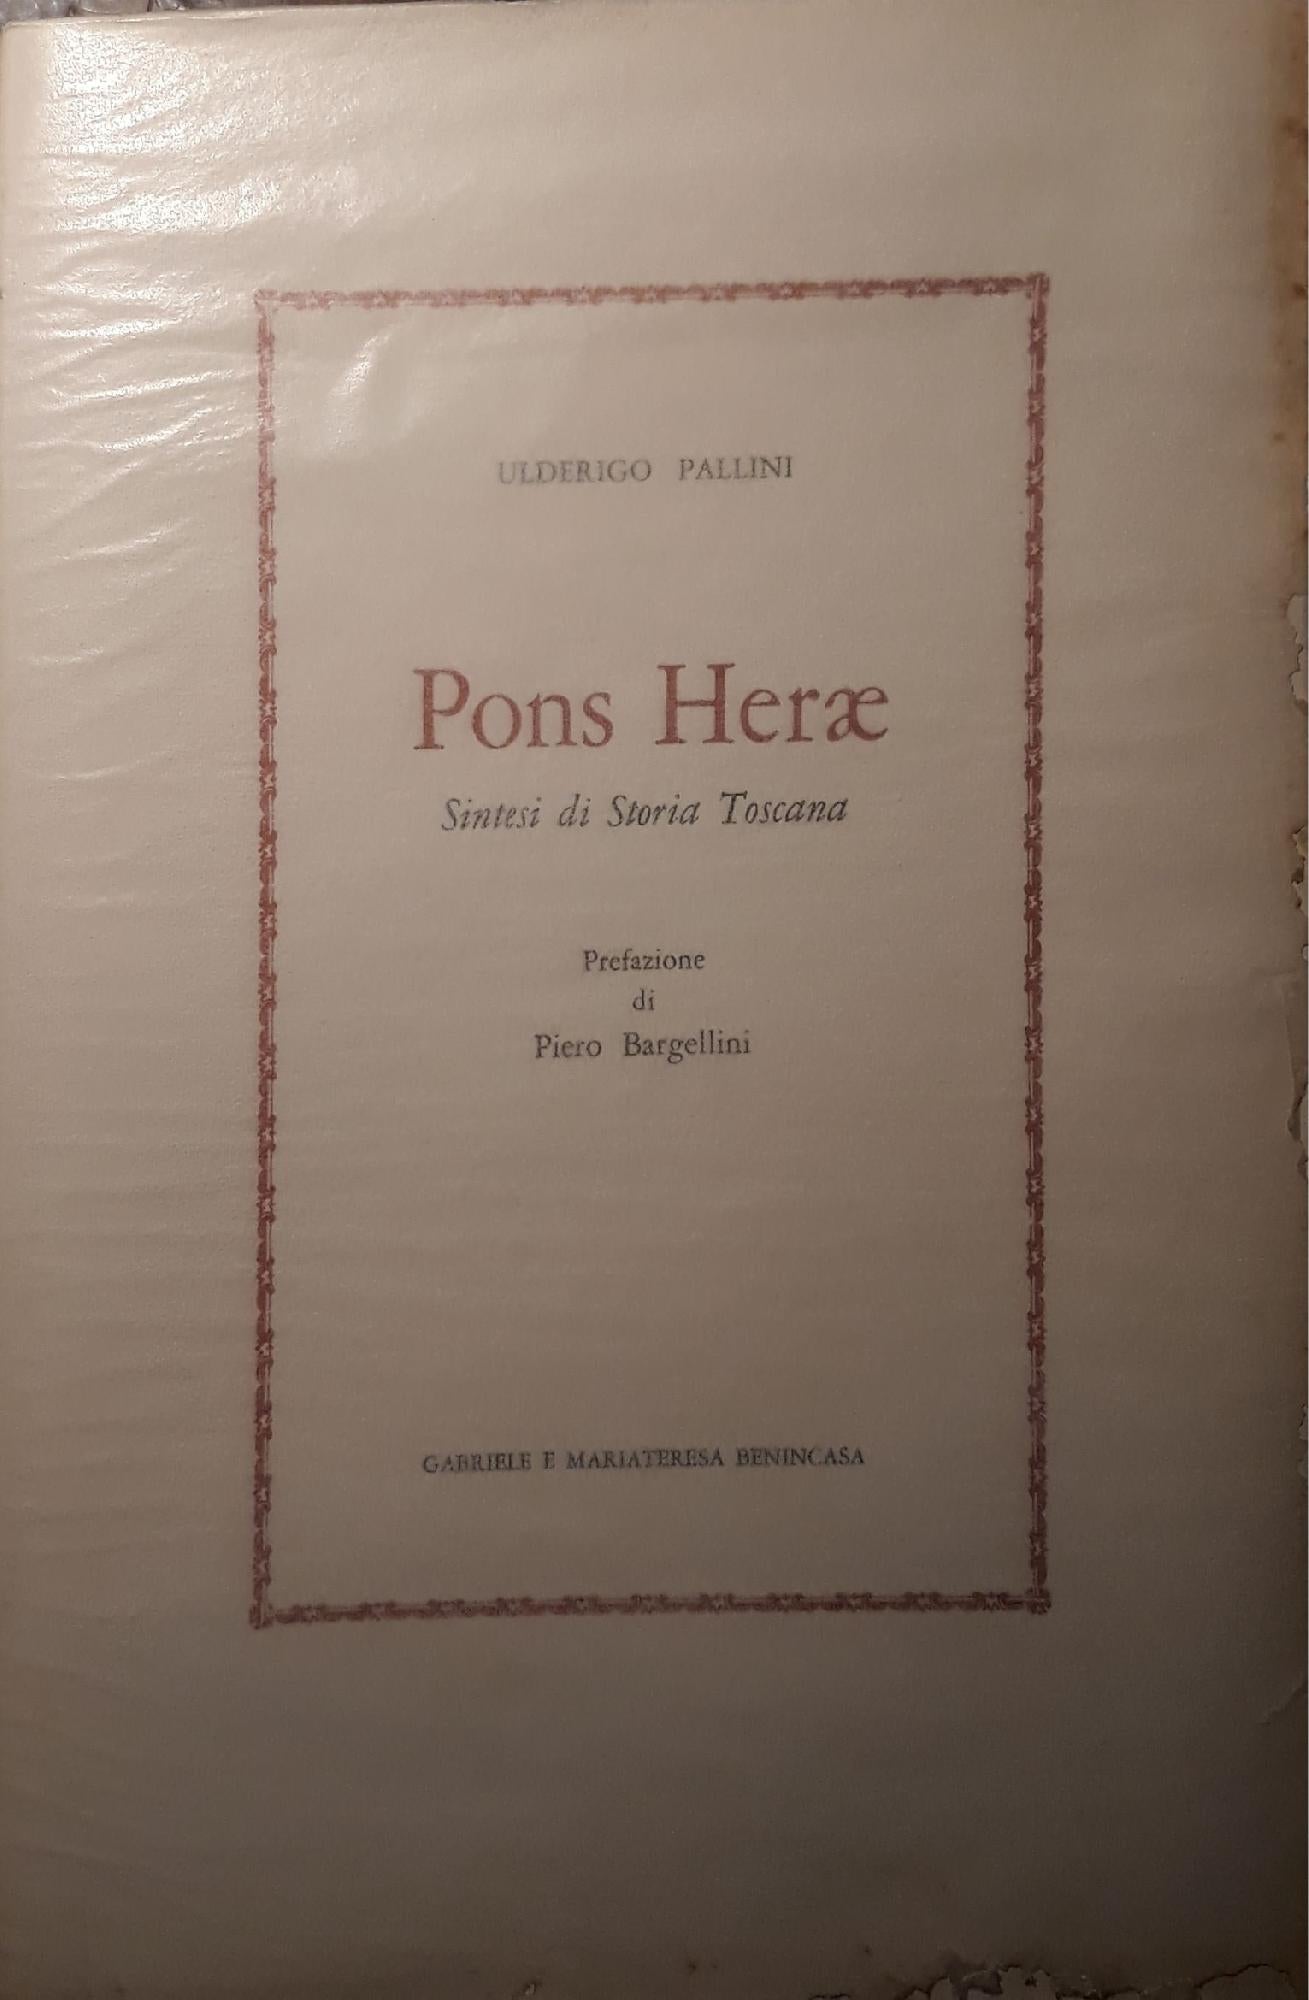 ULDERIGO PALLINI
Pons Heræ
Sintesi di Storia Toscana
Prefazione
di
Piero Bargellini
GABRIELE E MARIATERESA BENINCASA